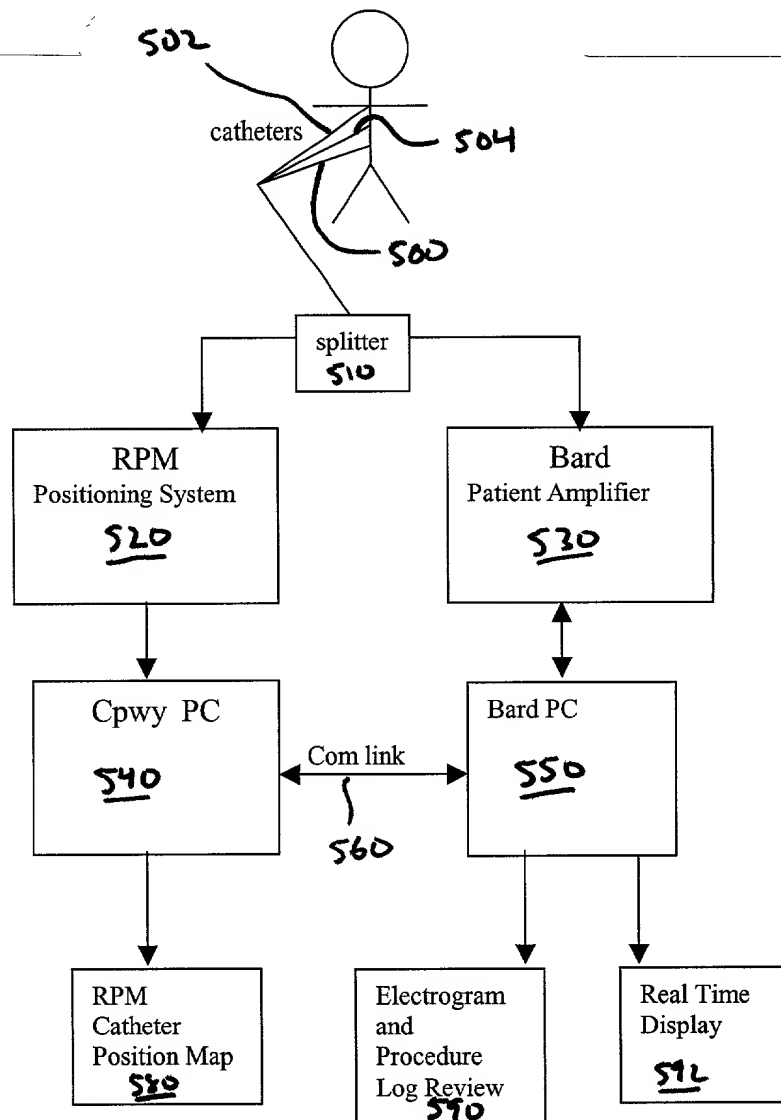 502
catheters
504
500
splitter
510
RPM
Positioning System
520
Bard
Patient Amplifier
530
Cpwy PC
540
Com link
560
Bard PC
550
RPM
Catheter
Position Map
580
Electrogram
and
Procedure
Log Review
590
Real Time
Display
592